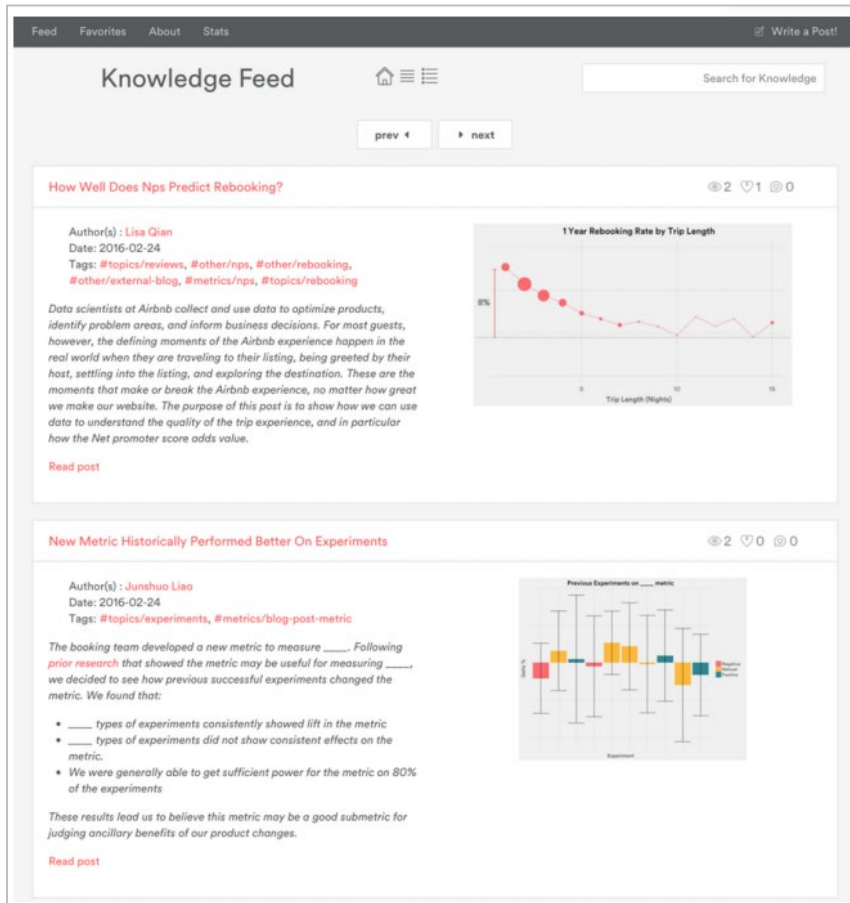 Feed Favorites About Stats Write a Post!
Knowledge Feed
Search for Knowledge
prev next
How Well Does Nps Predict Rebooking? 2 1 0
Author(s) : Lisa Qian
Date: 2016-02-24
Tags: #topics/reviews, #other/nps, #other/rebooking,
#other/external-blog, #metrics/nps, #topics/rebooking
Data scientists at Airbnb collect and use data to optimize products,
identify problem areas, and inform business decisions. For most guests,
however, the defining moments of the Airbnb experience happen in the
real world when they are traveling to their listing, being greeted by their
host, settling into the listing, and exploring the destination. These are the
moments that make or break the Airbnb experience, no matter how great
we make our website. The purpose of this post is to show how we can use
data to understand the quality of the trip experience, and in particular
how the Net promoter score adds value.
Read post
1 Year Rebooking Rate by Trip Length
8%
5 10 15
Trip Length (Nights)
New Metric Historically Performed Better On Experiments 2 0 0
Author(s) : Junshuo Liao
Date: 2016-02-24
Tags: #topics/experiments, #metrics/blog-post-metric
The booking team developed a new metric to measure ____. Following
prior research that showed the metric may be useful for measuring ____,
we decided to see how previous successful experiments changed the
metric. We found that:
• ____ types of experiments consistently showed lift in the metric
• ____ types of experiments did not show consistent effects on the
metric.
• We were generally able to get sufficient power for the metric on 80%
of the experiments
These results lead us to believe this metric may be a good submetric for
judging ancillary benefits of our product changes.
Read post
Previous Experiments on ____ metric
Delta %
Negative
Neutral
Positive
Experiment